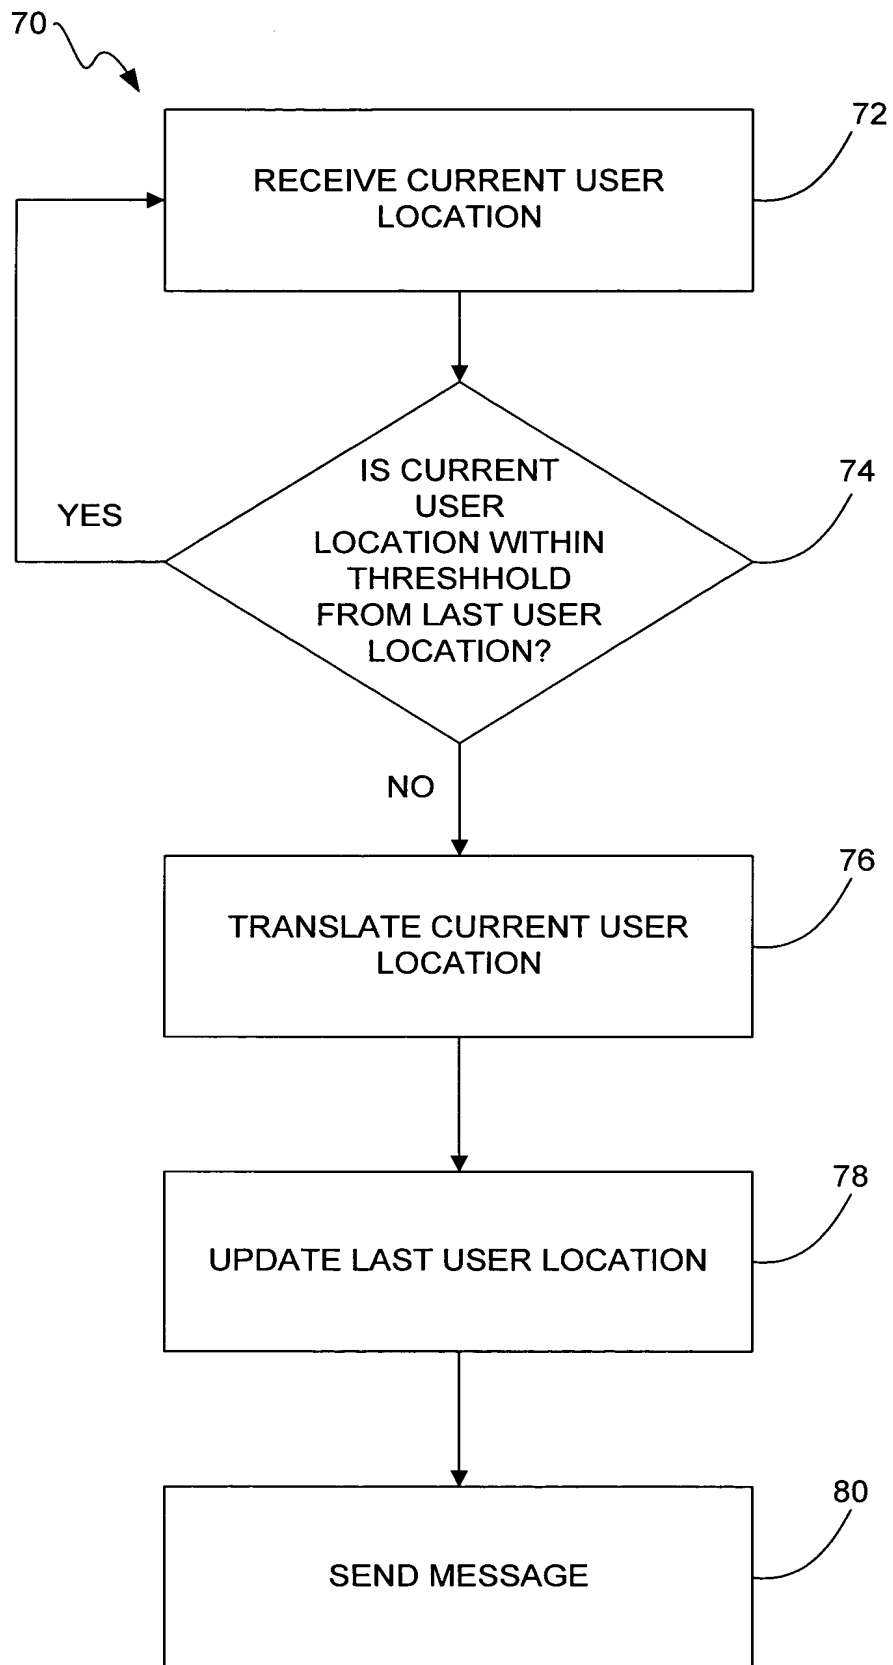 70
72
RECEIVE CURRENT USER
LOCATION
IS CURRENT
USER
LOCATION WITHIN
THRESHHOLD
FROM LAST USER
LOCATION?
74
YES
NO
76
TRANSLATE CURRENT USER
LOCATION
78
UPDATE LAST USER LOCATION
80
SEND MESSAGE